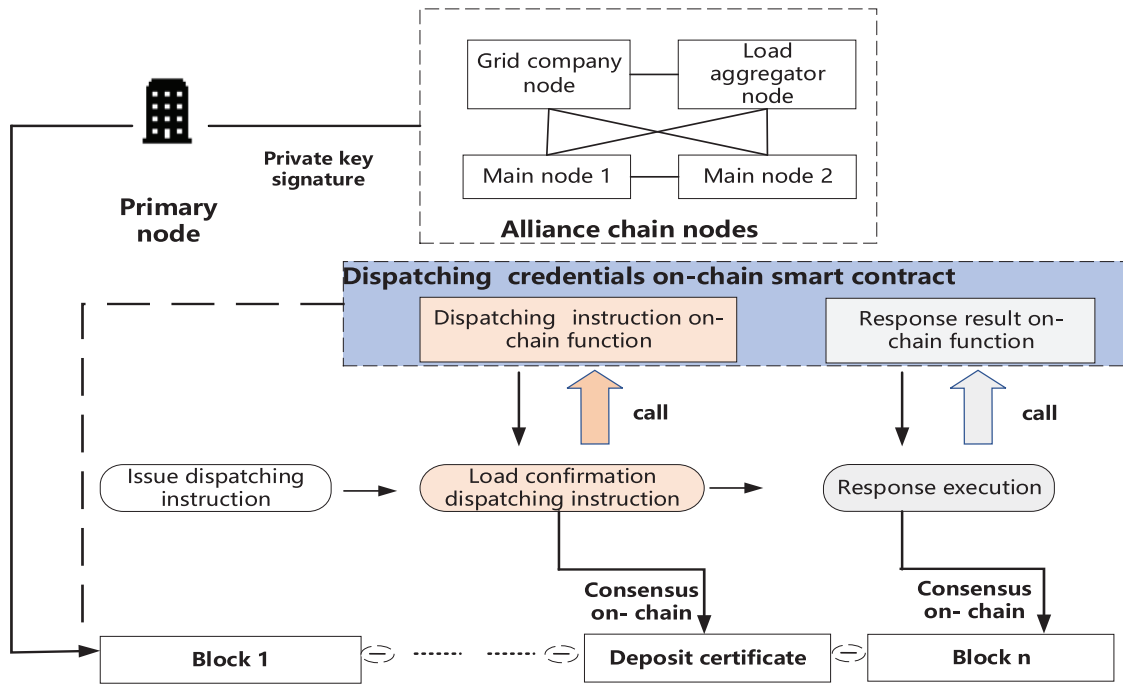 Grid company
node
Load
aggregator
node
Private key
signature
Primary
node
Main node 1
Main node 2
Alliance chain nodes
Dispatching credentials on-chain smart contract
Dispatching instruction on-
chain function
Response result on-
chain function
call
call
Issue dispatching
instruction
Load confirmation
dispatching instruction
Response execution
Consensus
on- chain
Consensus
on- chain
Block 1
Deposit certificate
Block n